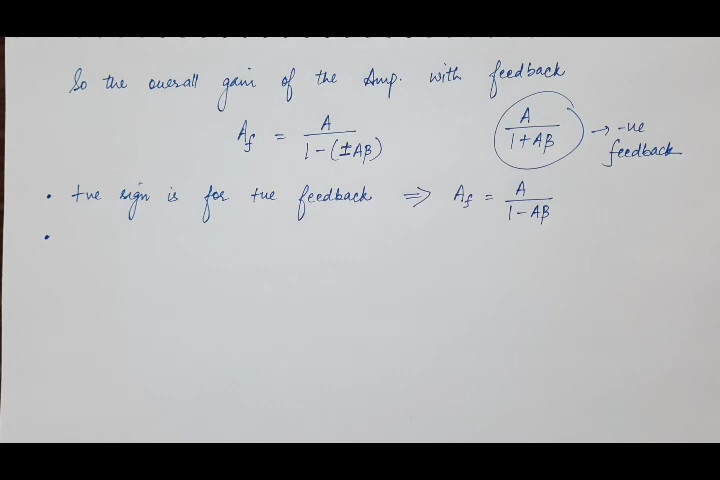 So the overall gain of the Amp. with feedback
Af = A / 1 - (±Aβ)
A / 1 + Aβ → -ve feedback
• +ve sign is for +ve feedback ⇒ Af = A / 1 - Aβ
•